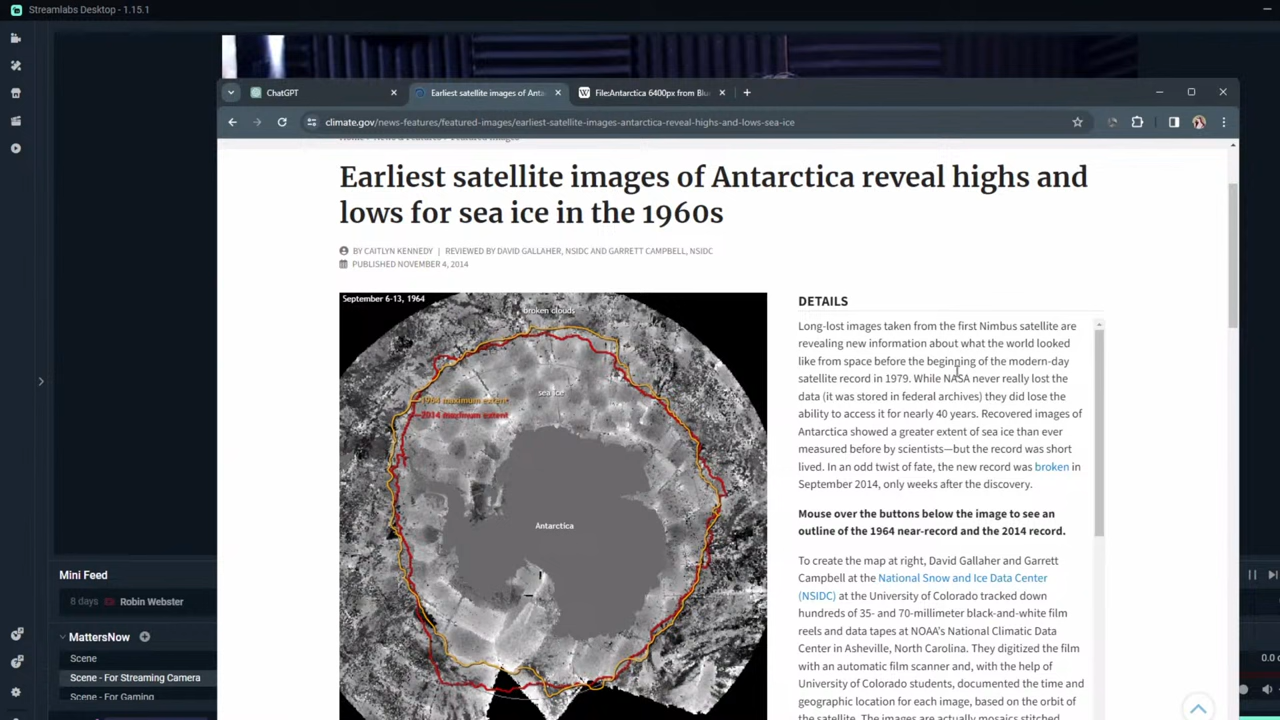 Streamlabs Desktop - 1.15.1
ChatGPT
Earliest satellite images of Anta
File:Antarctica 6400px from Blu
climate.gov/news-features/featured-images/earliest-satellite-images-antarctica-reveal-highs-and-lows-sea-ice
Earliest satellite images of Antarctica reveal highs and
lows for sea ice in the 1960s
BY CAITLYN KENNEDY | REVIEWED BY DAVID GALLAHER, NSIDC AND GARRETT CAMPBELL, NSIDC
PUBLISHED NOVEMBER 4, 2014
September 6-13, 1964
broken clouds
sea ice
1964 maximum extent
2014 maximum extent
Antarctica
DETAILS
Long-lost images taken from the first Nimbus satellite are
revealing new information about what the world looked
like from space before the beginning of the modern-day
satellite record in 1979. While NASA never really lost the
data (it was stored in federal archives) they did lose the
ability to access it for nearly 40 years. Recovered images of
Antarctica showed a greater extent of sea ice than ever
measured before by scientists—but the record was short
lived. In an odd twist of fate, the new record was broken in
September 2014, only weeks after the discovery.
Mouse over the buttons below the image to see an
outline of the 1964 near-record and the 2014 record.
To create the map at right, David Gallaher and Garrett
Campbell at the National Snow and Ice Data Center
(NSIDC) at the University of Colorado tracked down
hundreds of 35- and 70-millimeter black-and-white film
reels and data tapes at NOAA's National Climatic Data
Center in Asheville, North Carolina. They digitized the film
with an automatic film scanner and, with the help of
University of Colorado students, documented the time and
geographic location for each image, based on the orbit of
the satellite. The images are actually mosaics stitched
Mini Feed
8 days Robin Webster
MattersNow
Scene
Scene - For Streaming Camera
Scene - For Gaming